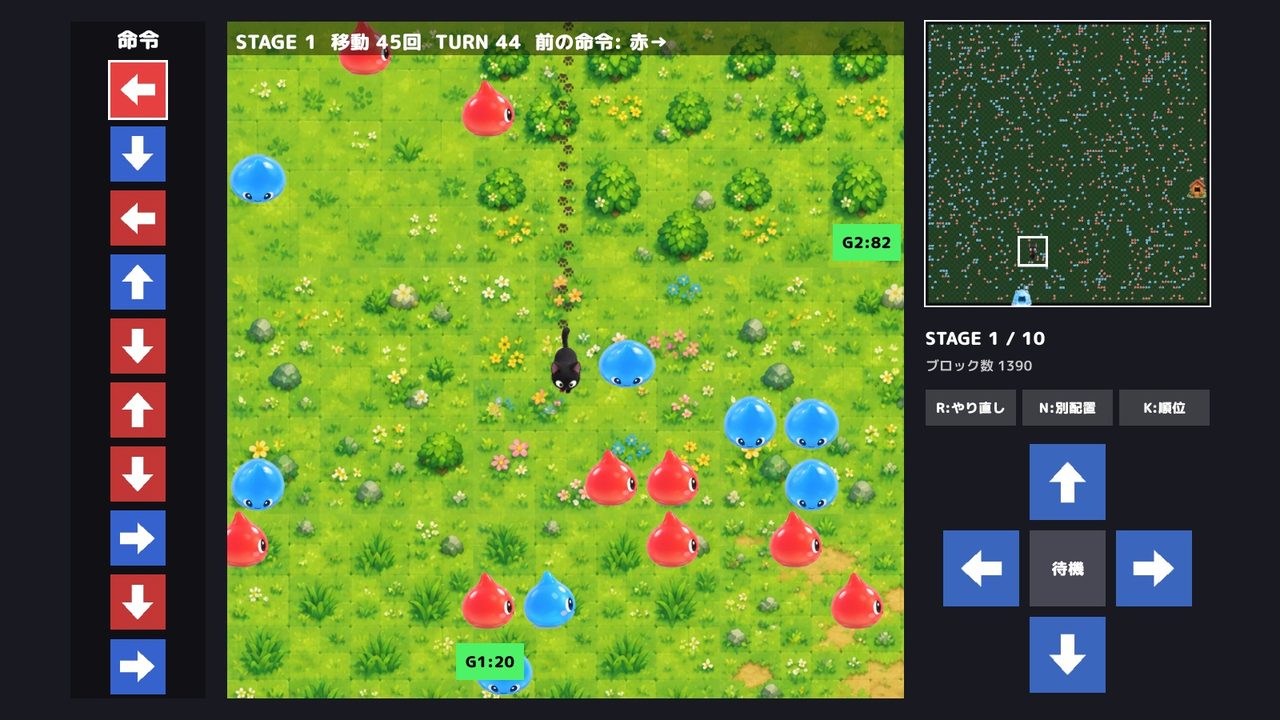 命令
STAGE 1 移動 45回 TURN 44 前の命令: 赤→
G2:82
G1:20
STAGE 1 / 10
ブロック数 1390
R:やり直し
N:別配置
K:順位
待機